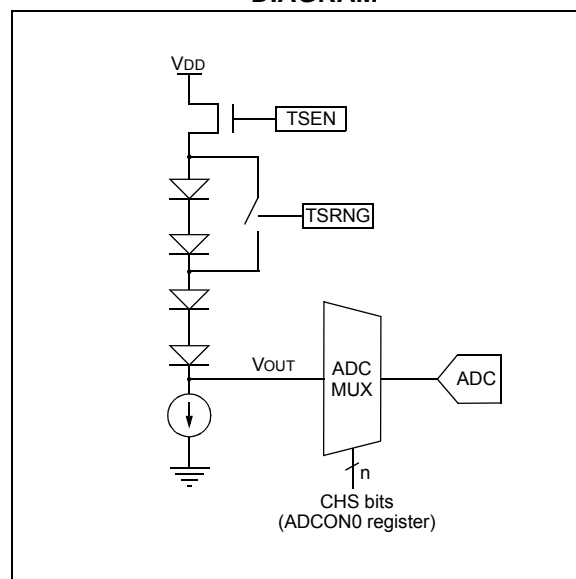 DIAGRAM
VDD
TSEN
TSRNG
VOUT
ADC
MUX
ADC
n
CHS bits
(ADCON0 register)